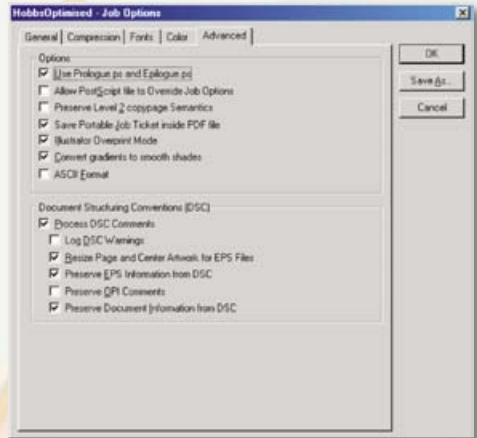 HobbsOptimised - Job Options
General Compression Fonts Color Advanced
OK
Save As...
Cancel
Options
Use Prologue.ps and Epilogue.ps
Allow PostScript file to Override Job Options
Preserve Level 2 copypage Semantics
Save Portable Job Ticket inside PDF file
Illustrator Overprint Mode
Convert gradients to smooth shades
ASCII Format
Document Structuring Conventions (DSC)
Process DSC Comments
Log DSC Warnings
Resize Page and Center Artwork for EPS Files
Preserve EPS Information from DSC
Preserve OPI Comments
Preserve Document Information from DSC